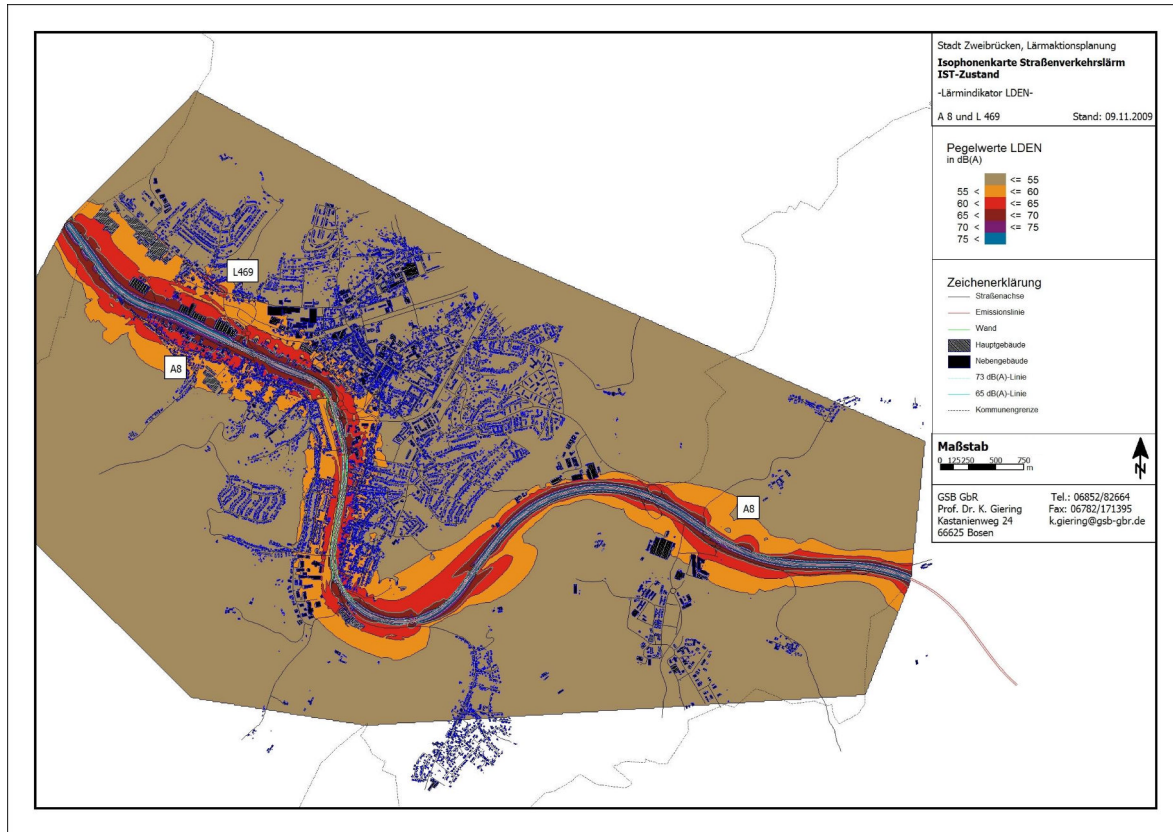 Stadt Zweibrücken, Lärmaktionsplanung
Isophonenkarte Straßenverkehrslärm
IST-Zustand
-Lärmindikator LDEN-
A 8 und L 469 Stand: 09.11.2009
Pegelwerte LDEN
in dB(A)
<= 55
55 < <= 60
60 < <= 65
65 < <= 70
70 < <= 75
75 <
Zeichenerklärung
Straßenachse
Emissionslinie
Wand
Hauptgebäude
Nebengebäude
73 dB(A)-Linie
65 dB(A)-Linie
Kommunengrenze
Maßstab
0 125250 500 750
m
N
GSB GbR Tel.: 06852/82664
Prof. Dr. K. Giering Fax: 06782/171395
Kastanienweg 24 k.giering@gsb-gbr.de
66625 Bosen
L469
A8
A8